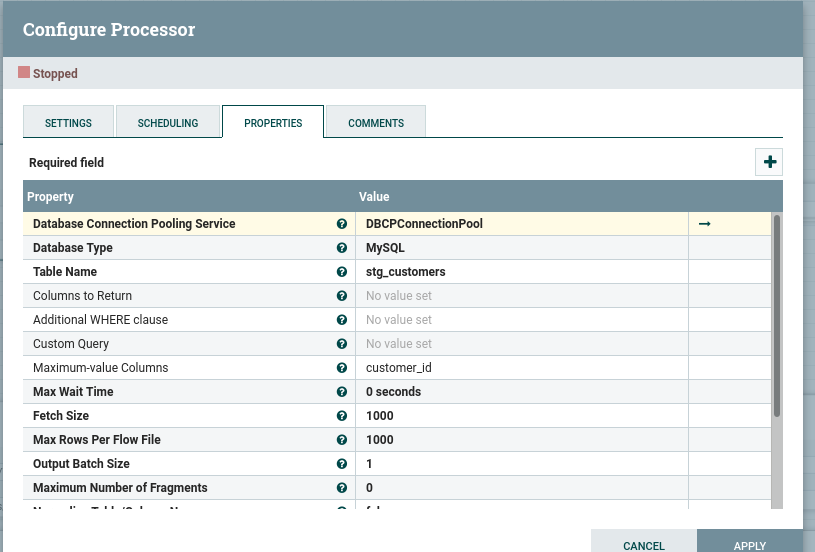 Configure Processor
Stopped
SETTINGS SCHEDULING PROPERTIES COMMENTS
Required field
Property Value
Database Connection Pooling Service DBCPConnectionPool
Database Type MySQL
Table Name stg_customers
Columns to Return No value set
Additional WHERE clause No value set
Custom Query No value set
Maximum-value Columns customer_id
Max Wait Time 0 seconds
Fetch Size 1000
Max Rows Per Flow File 1000
Output Batch Size 1
Maximum Number of Fragments 0
CANCEL APPLY